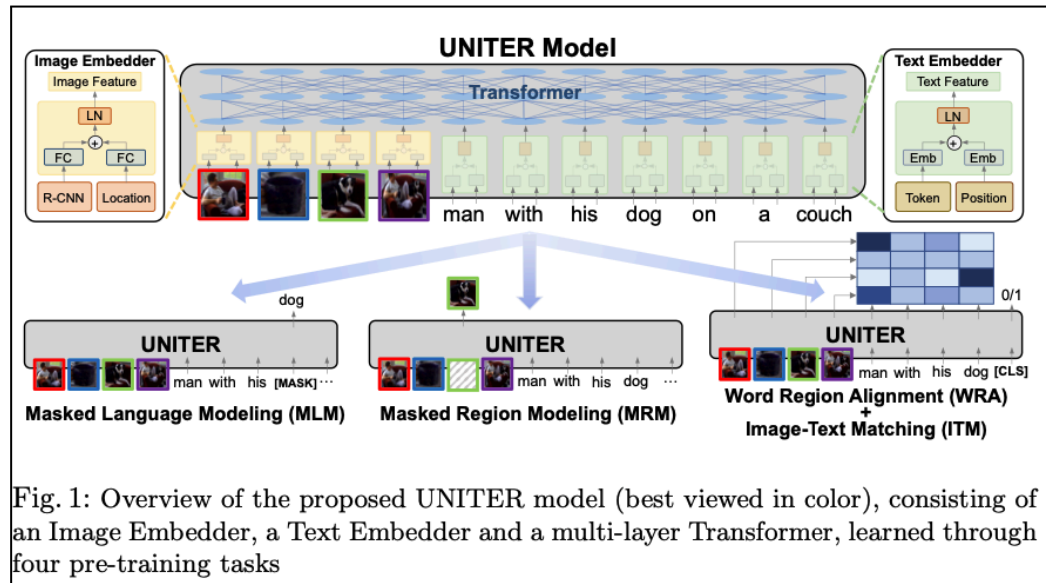 UNITER Model
Image Embedder
Image Feature
LN
FC
FC
R-CNN
Location
Transformer
Text Embedder
Text Feature
LN
Emb
Emb
Token
Position
man with his dog on a couch
dog
UNITER
man with his [MASK] ...
Masked Language Modeling (MLM)
UNITER
man with his dog ...
Masked Region Modeling (MRM)
0/1
UNITER
man with his dog [CLS]
Word Region Alignment (WRA)
+
Image-Text Matching (ITM)
Fig. 1: Overview of the proposed UNITER model (best viewed in color), consisting of
an Image Embedder, a Text Embedder and a multi-layer Transformer, learned through
four pre-training tasks